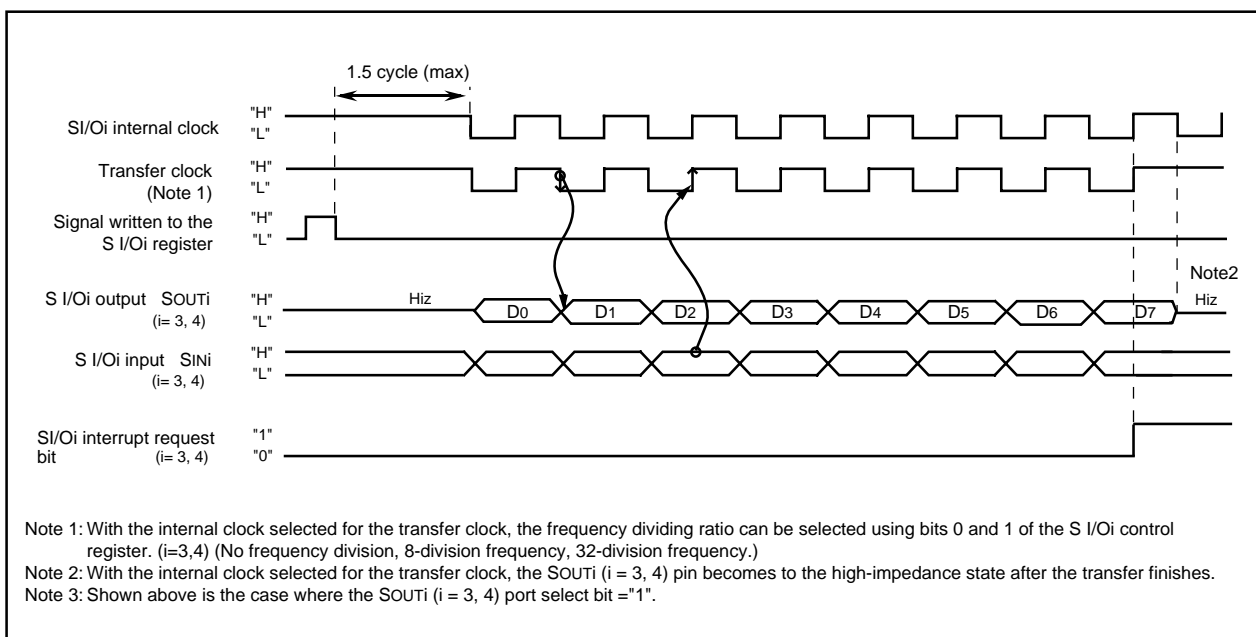 1.5 cycle (max)
SI/Oi internal clock "H" "L"
Transfer clock (Note 1) "H" "L"
Signal written to the S I/Oi register "H" "L"
Note2
S I/Oi output SOUTi (i= 3, 4) "H" "L" Hiz D0 D1 D2 D3 D4 D5 D6 D7 Hiz
S I/Oi input SINi (i= 3, 4) "H" "L"
SI/Oi interrupt request bit (i= 3, 4) "1" "0"
Note 1: With the internal clock selected for the transfer clock, the frequency dividing ratio can be selected using bits 0 and 1 of the S I/Oi control
register. (i=3,4) (No frequency division, 8-division frequency, 32-division frequency.)
Note 2: With the internal clock selected for the transfer clock, the SOUTi (i = 3, 4) pin becomes to the high-impedance state after the transfer finishes.
Note 3: Shown above is the case where the SOUTi (i = 3, 4) port select bit ="1".